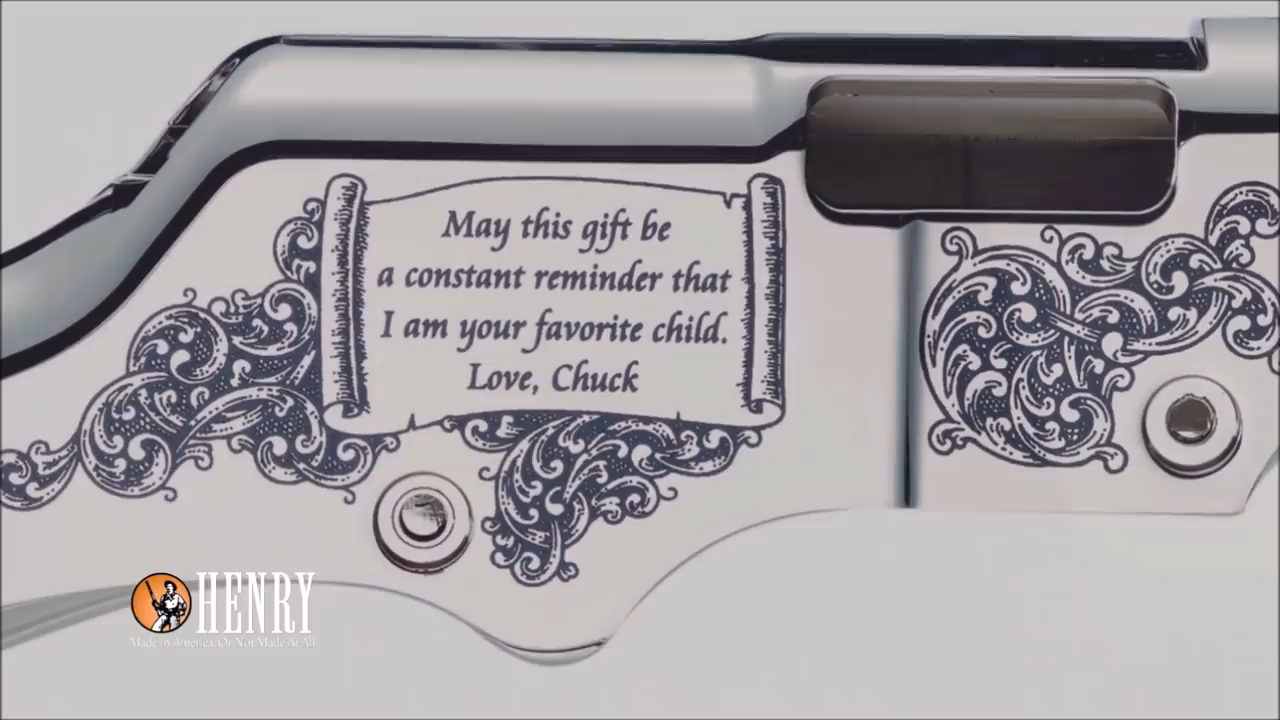 May this gift be
a constant reminder that
I am your favorite child.
Love, Chuck
HENRY
Made in America, Or Not Made At All